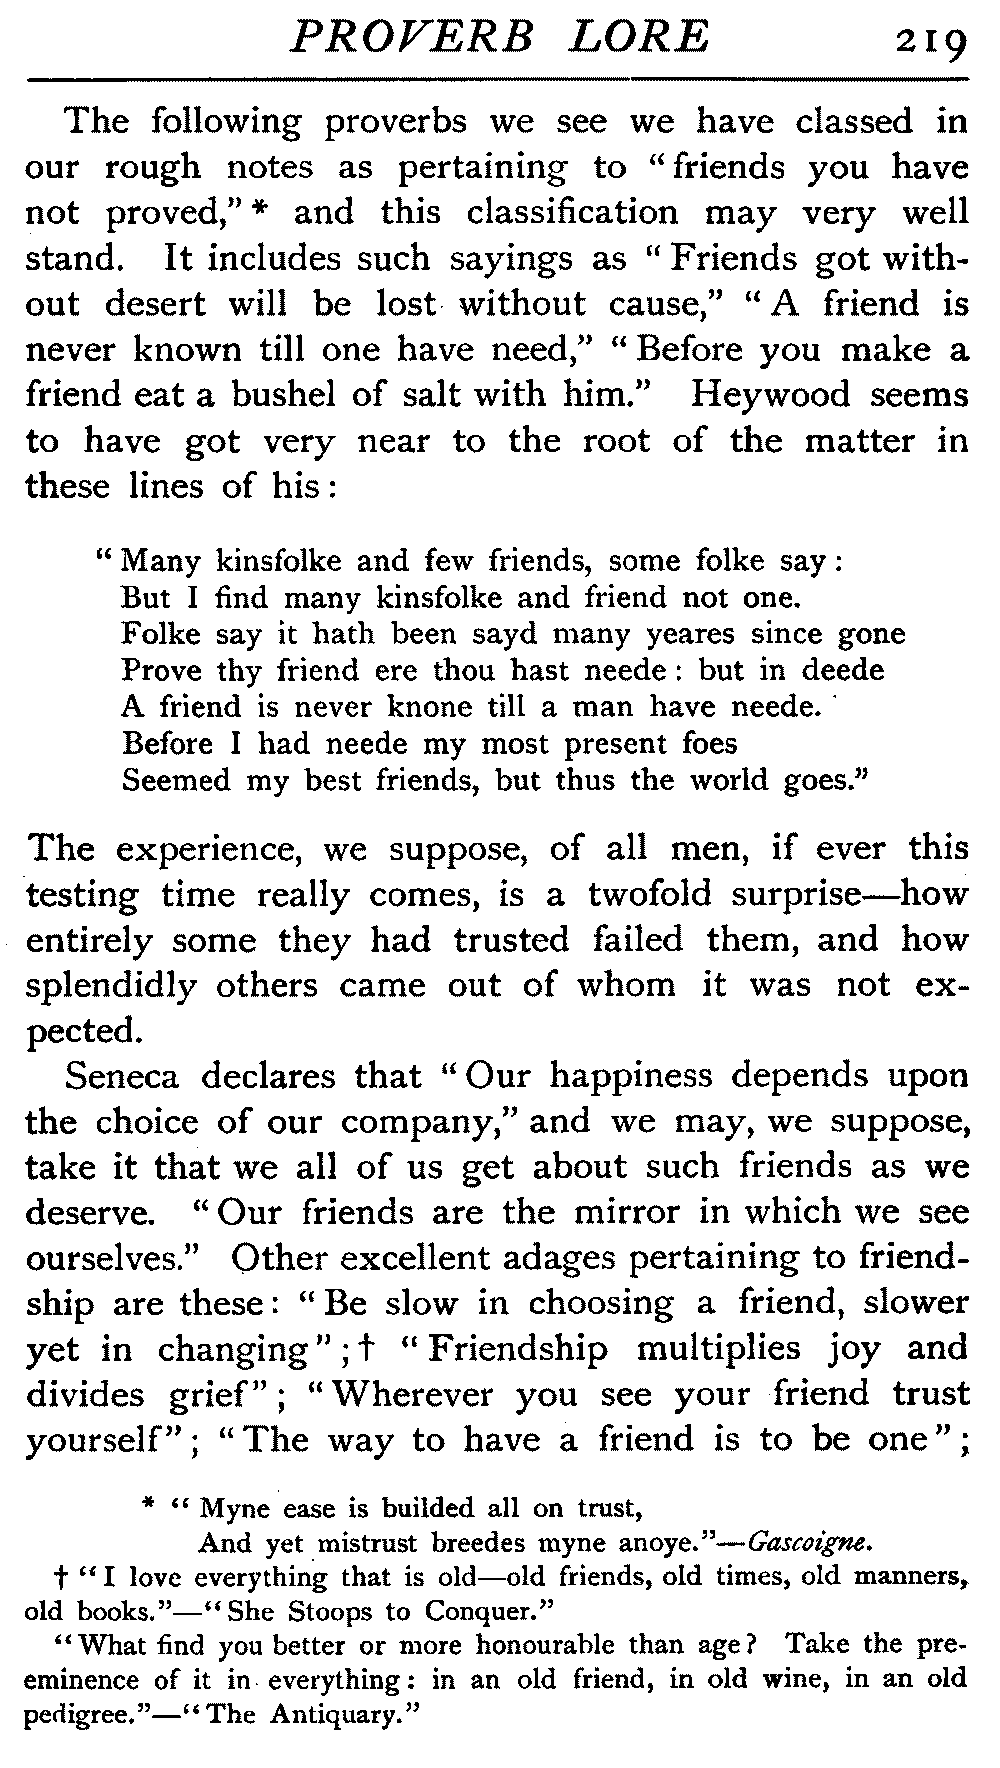 PROVERB LORE 219
The following proverbs we see we have classed in
our rough notes as pertaining to “friends you have
not proved,”* and this classification may very well
stand. It includes such sayings as “Friends got with-
out desert will be lost without cause,” “A friend is
never known till one have need,” “Before you make a
friend eat a bushel of salt with him.” Heywood seems
to have got very near to the root of the matter in
these lines of his:
“Many kinsfolke and few friends, some folke say:
But I find many kinsfolke and friend not one.
Folke say it hath been sayd many yeares since gone
Prove thy friend ere thou hast neede: but in deede
A friend is never knone till a man have neede.
Before I had neede my most present foes
Seemed my best friends, but thus the world goes.”
The experience, we suppose, of all men, if ever this
testing time really comes, is a twofold surprise—how
entirely some they had trusted failed them, and how
splendidly others came out of whom it was not ex-
pected.
Seneca declares that “Our happiness depends upon
the choice of our company,” and we may, we suppose,
take it that we all of us get about such friends as we
deserve. “Our friends are the mirror in which we see
ourselves.” Other excellent adages pertaining to friend-
ship are these: “Be slow in choosing a friend, slower
yet in changing”;† “Friendship multiplies joy and
divides grief”; “Wherever you see your friend trust
yourself”; “The way to have a friend is to be one”;
* “Myne ease is builded all on trust,
And yet mistrust breedes myne anoye.”—Gascoigne.
† “I love everything that is old—old friends, old times, old manners,
old books.”—“She Stoops to Conquer.”
“What find you better or more honourable than age? Take the pre-
eminence of it in everything: in an old friend, in old wine, in an old
pedigree.”—“The Antiquary.”